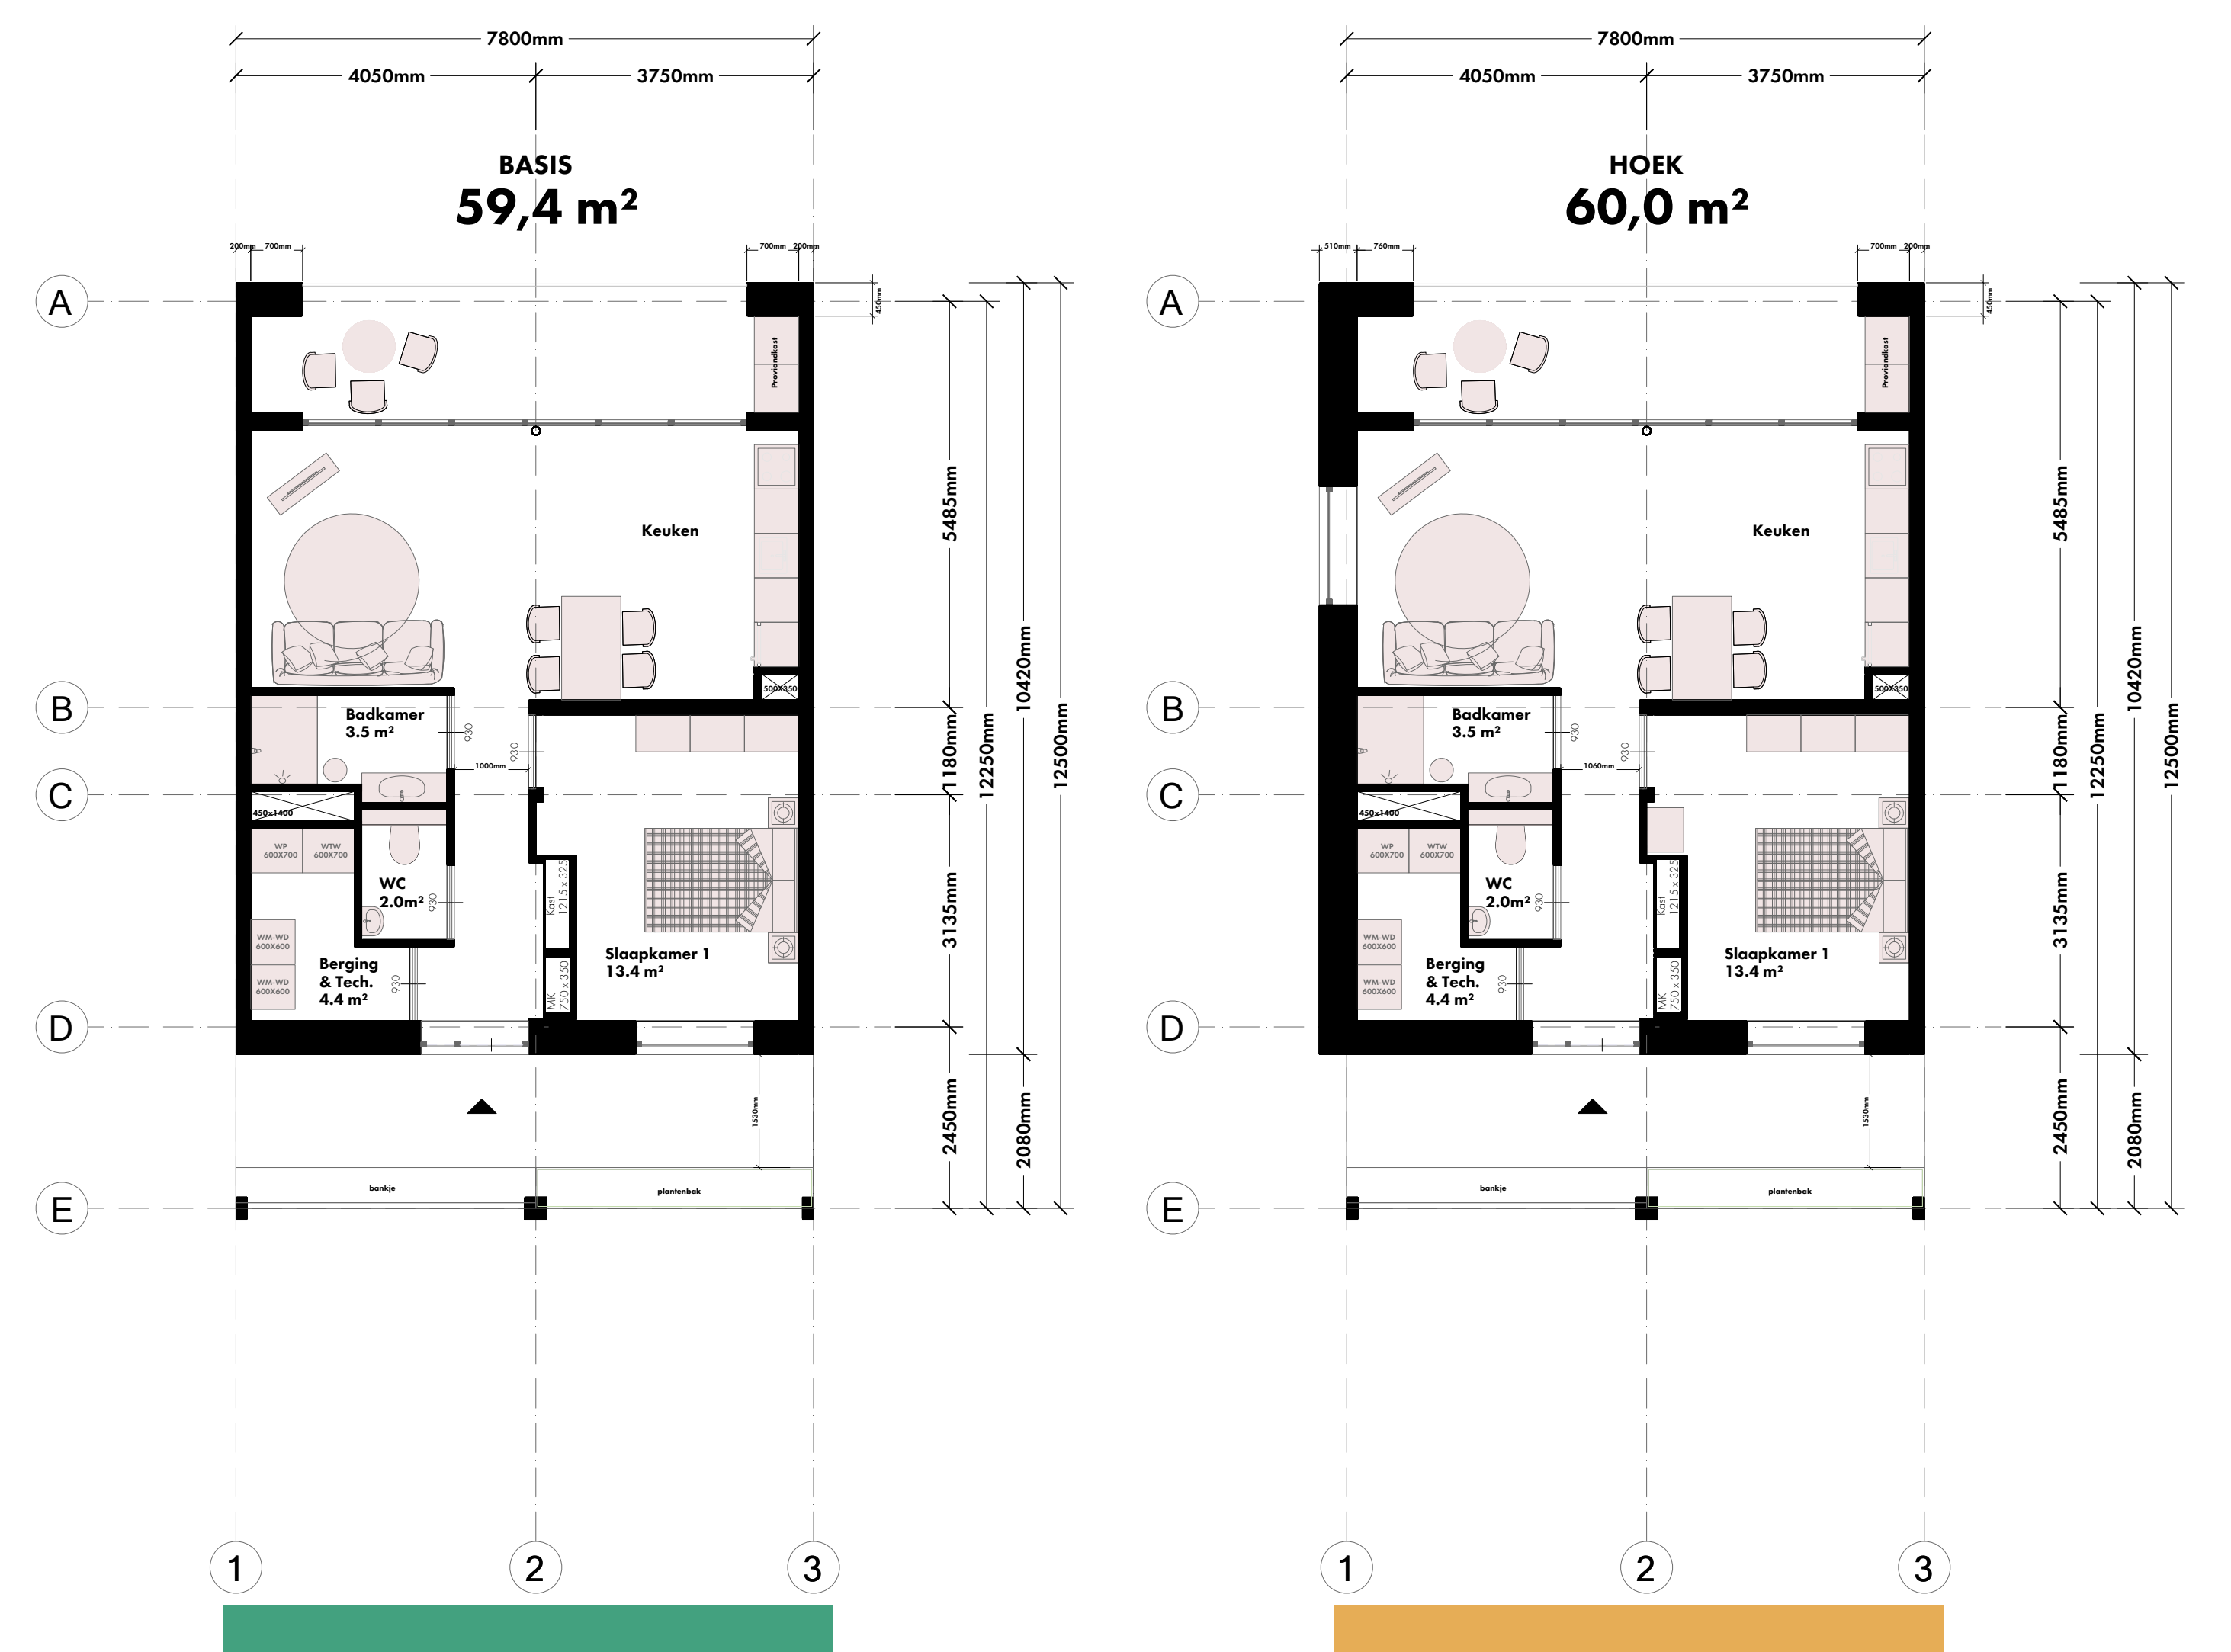 7800mm
4050mm
3750mm
BASIS
59,4 m²
200mm
700mm
700mm
200mm
A
450mm
Proviandkast
Keuken
5485mm
10420mm
12250mm
12500mm
500X350
B
Badkamer
3.5 m²
930
930
1000mm
1180mm
C
450x1400
WP
600X700
WTW
600X700
WC
2.0m²
930
Kast
1215 x 325
3135mm
WM-WD
600X600
WM-WD
600X600
Berging
& Tech.
4.4 m²
930
MK
750 x 350
Slaapkamer 1
13.4 m²
D
1530mm
2450mm
2080mm
bankje
plantenbak
E
1
2
3
7800mm
4050mm
3750mm
HOEK
60,0 m²
510mm
760mm
700mm
200mm
A
450mm
Proviandkast
Keuken
5485mm
10420mm
12250mm
12500mm
500X350
B
Badkamer
3.5 m²
930
930
1060mm
1180mm
C
450x1400
WP
600X700
WTW
600X700
WC
2.0m²
930
Kast
1215 x 325
3135mm
WM-WD
600X600
WM-WD
600X600
Berging
& Tech.
4.4 m²
930
MK
750 x 350
Slaapkamer 1
13.4 m²
D
1530mm
2450mm
2080mm
bankje
plantenbak
E
1
2
3